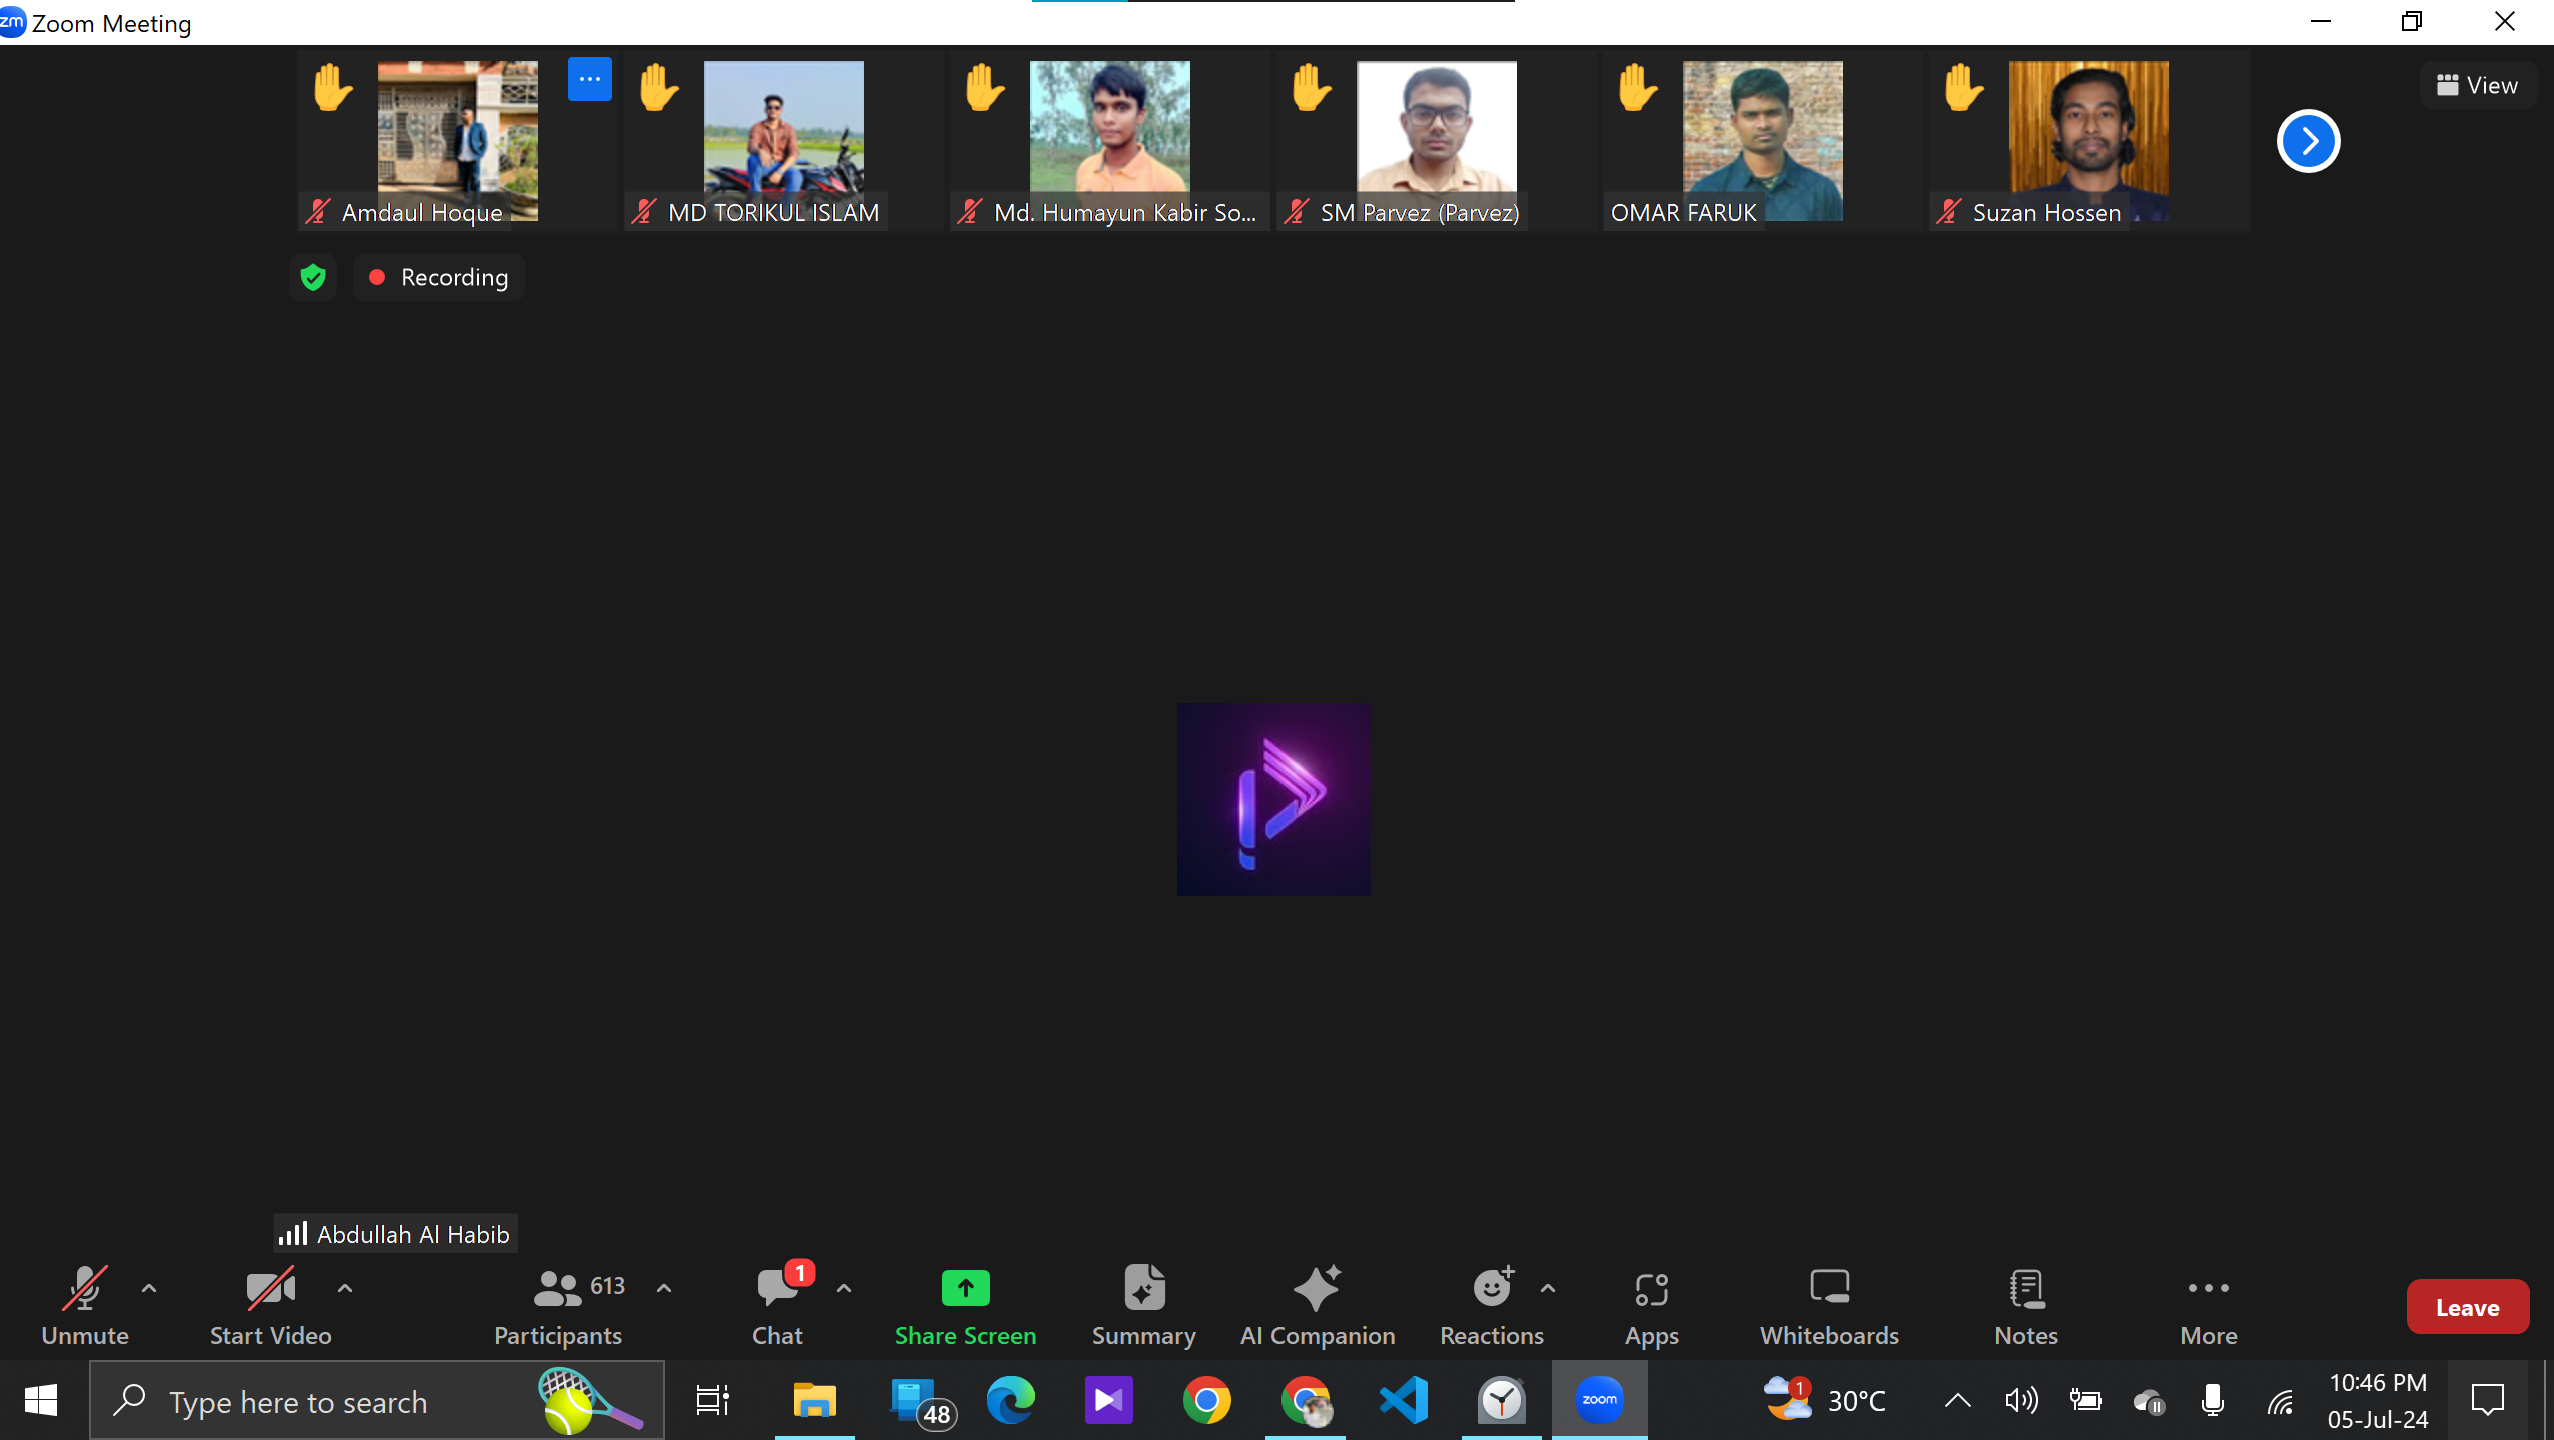 zm Zoom Meeting
View
Amdaul Hoque
MD TORIKUL ISLAM
Md. Humayun Kabir So...
SM Parvez (Parvez)
OMAR FARUK
Suzan Hossen
Recording
Abdullah Al Habib
613
1
Unmute
Start Video
Participants
Chat
Share Screen
Summary
AI Companion
Reactions
Apps
Whiteboards
Notes
More
Leave
Type here to search
48
zoom
1
30°C
10:46 PM
05-Jul-24